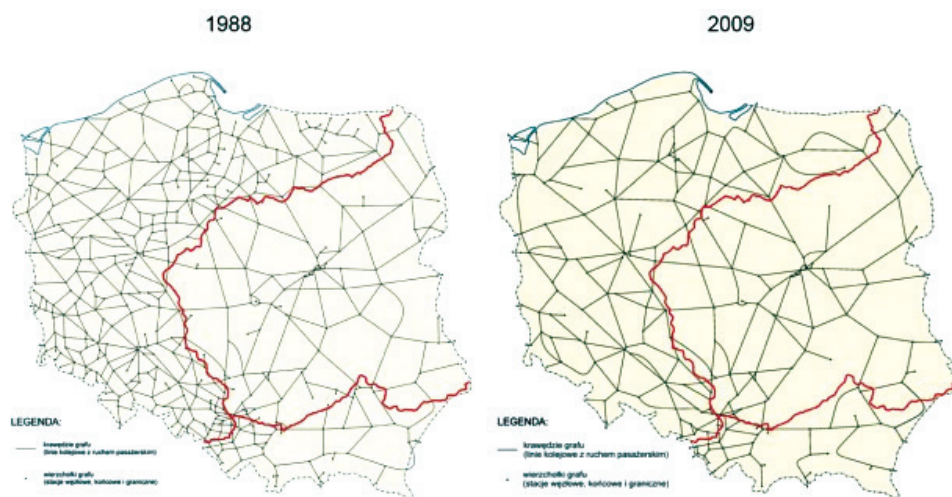 1988
2009
LEGENDA:
krawędzie grafu
(linie kolejowe z ruchem pasażerskim)
wierzchołki grafu
(stacje węzłowe, końcowe i graniczne)
LEGENDA:
krawędzie grafu
(linie kolejowe z ruchem pasażerskim)
wierzchołki grafu
(stacje węzłowe, końcowe i graniczne)